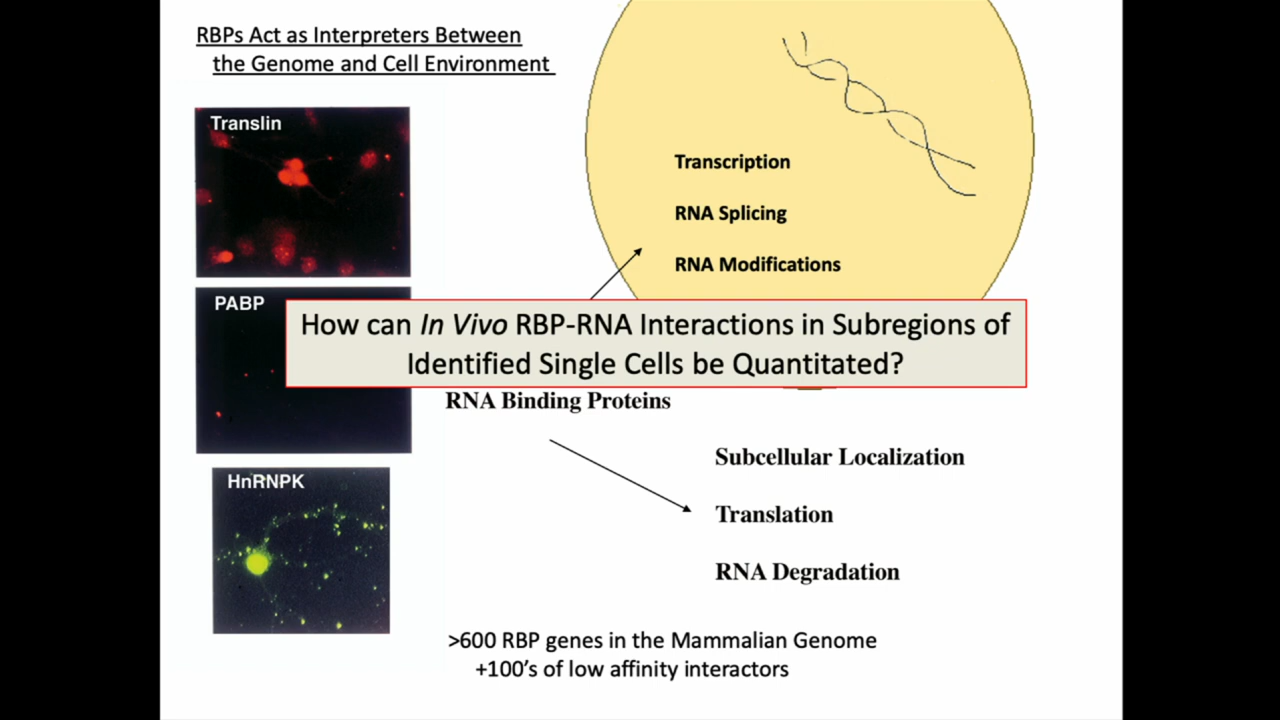 RBPs Act as Interpreters Between
the Genome and Cell Environment
Translin
Transcription
RNA Splicing
RNA Modifications
PABP
How can In Vivo RBP-RNA Interactions in Subregions of
Identified Single Cells be Quantitated?
RNA Binding Proteins
Subcellular Localization
HnRNPK
Translation
RNA Degradation
>600 RBP genes in the Mammalian Genome
+100's of low affinity interactors